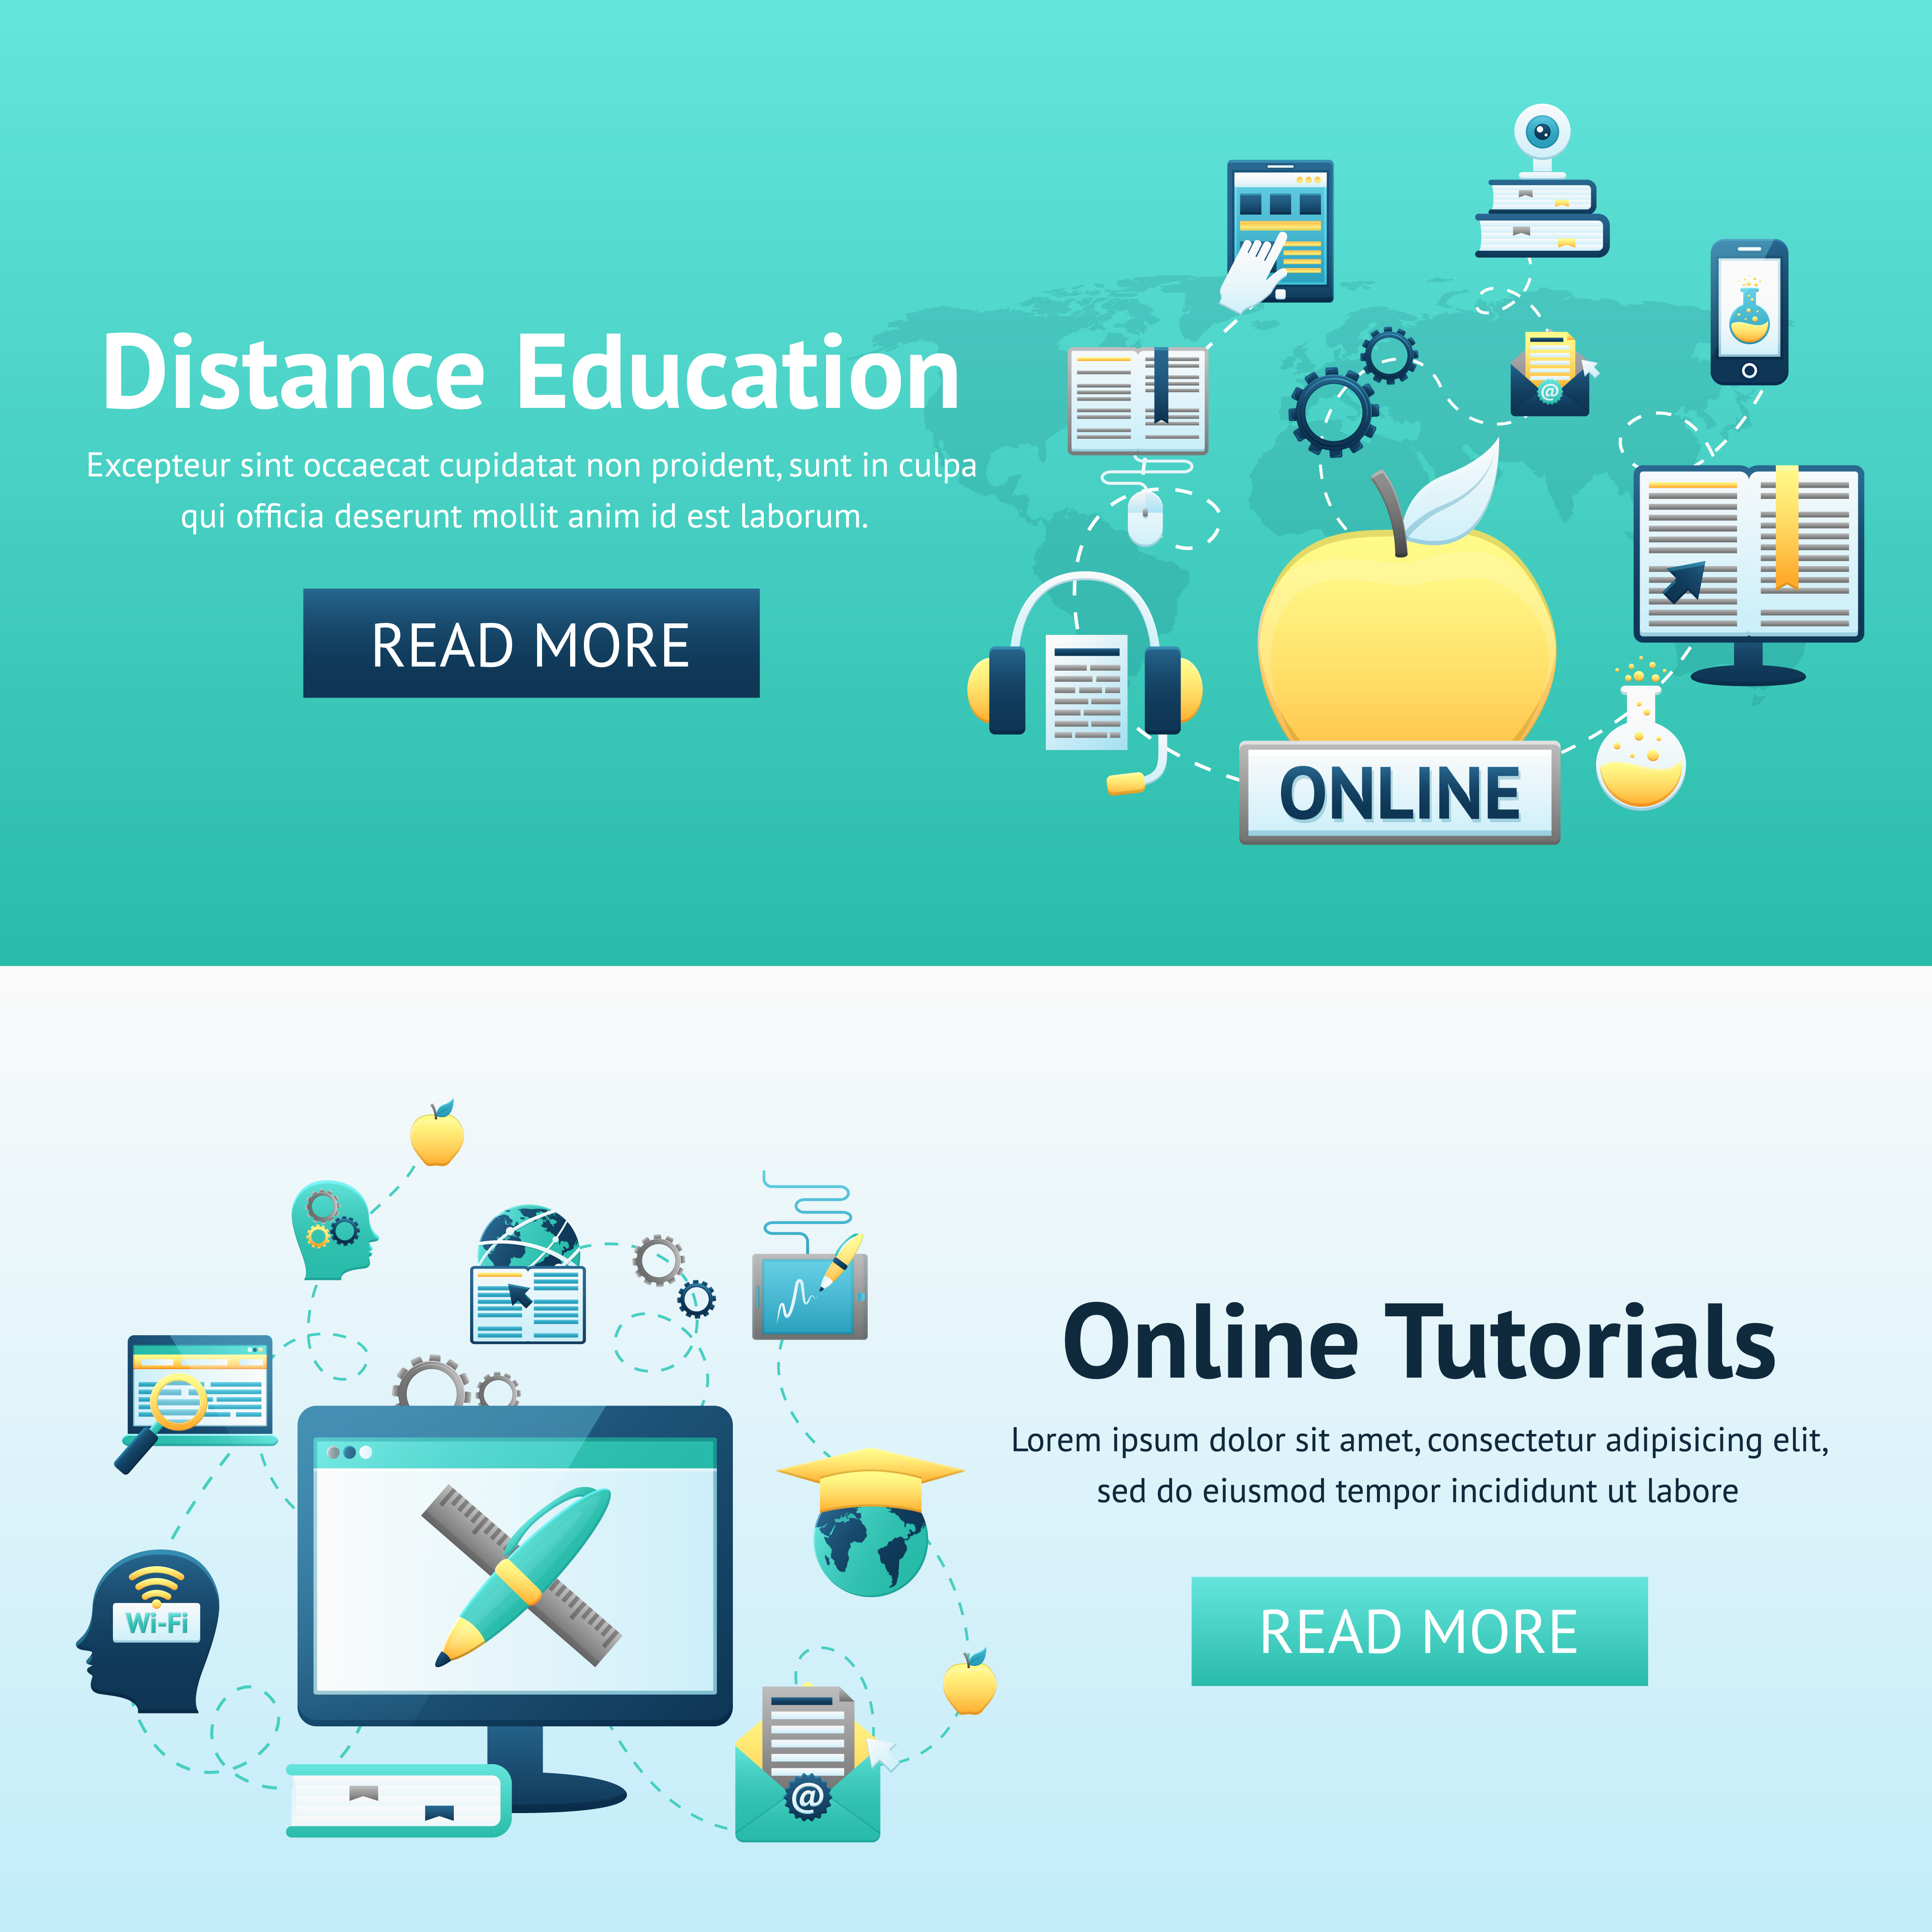 Distance Education
Excepteur sint occaecat cupidatat non proident, sunt in culpa
qui officia deserunt mollit anim id est laborum.
READ MORE
@
ONLINE
Online Tutorials
Lorem ipsum dolor sit amet, consectetur adipisicing elit,
sed do eiusmod tempor incididunt ut labore
READ MORE
Wi-Fi
@